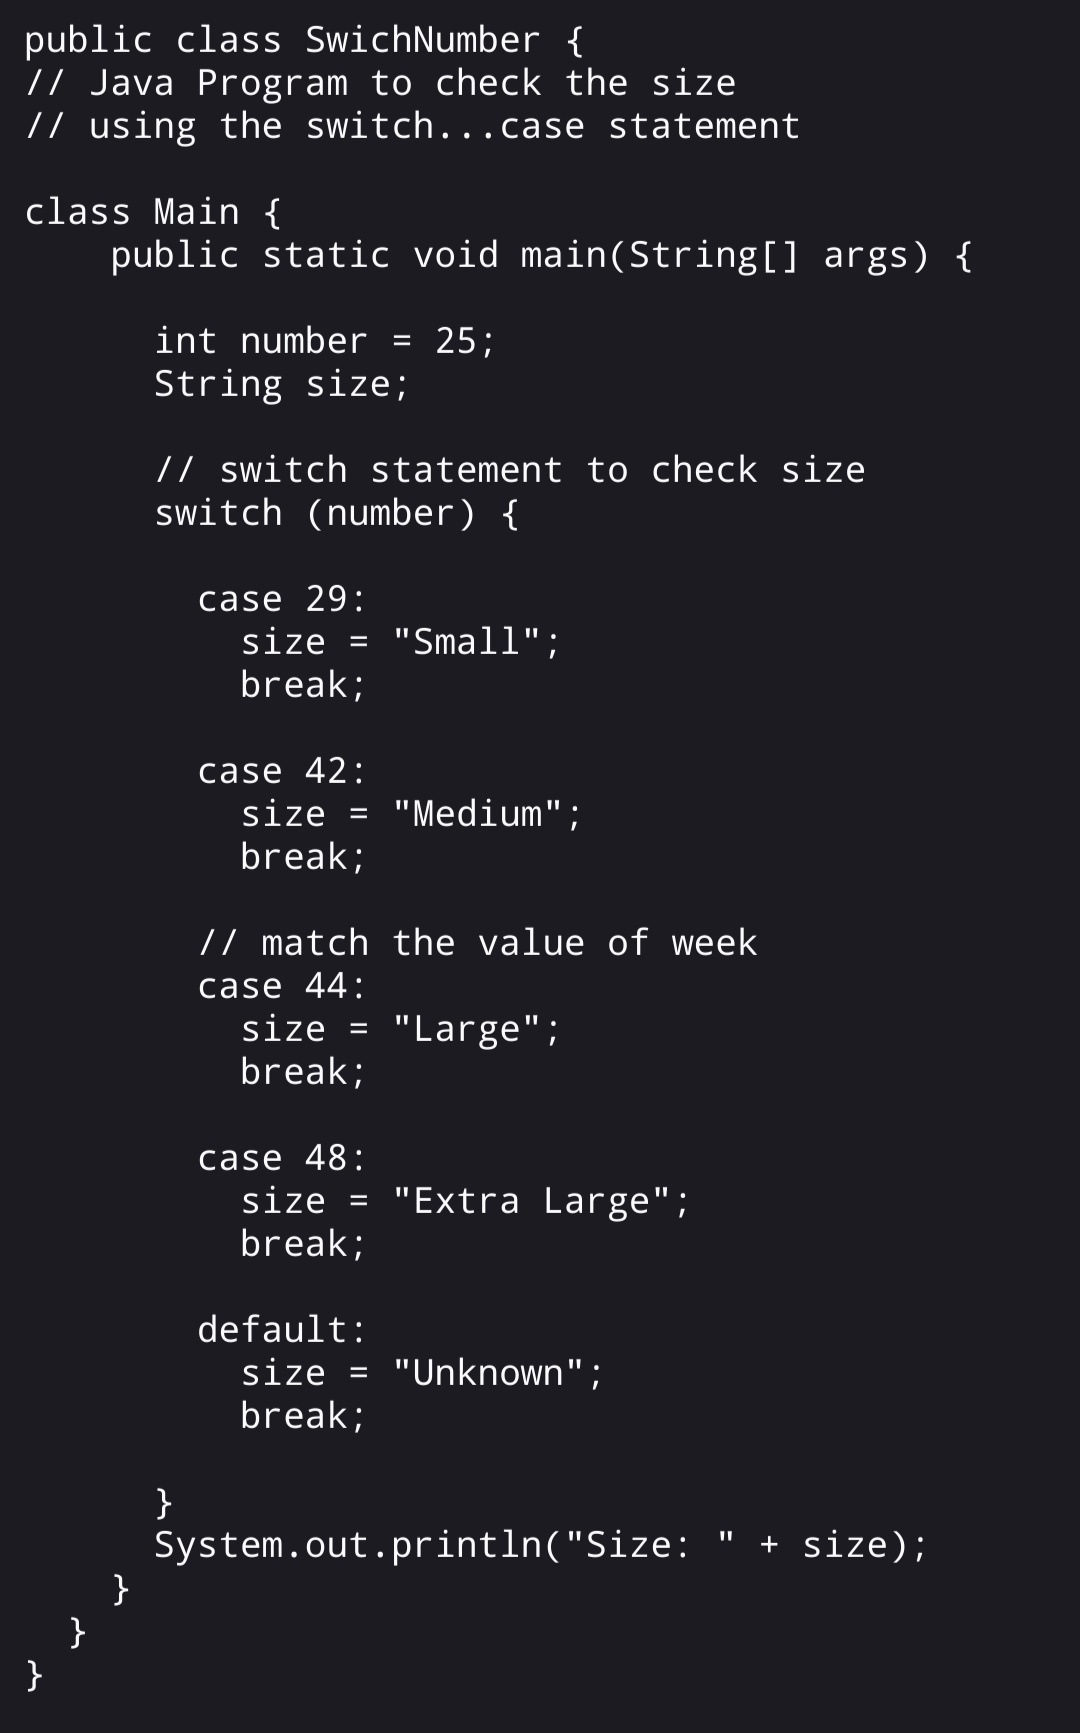 public class SwichNumber {
// Java Program to check the size
// using the switch...case statement

class Main {
    public static void main(String[] args) {

      int number = 25;
      String size;

      // switch statement to check size
      switch (number) {

        case 29:
          size = "Small";
          break;

        case 42:
          size = "Medium";
          break;

        // match the value of week
        case 44:
          size = "Large";
          break;

        case 48:
          size = "Extra Large";
          break;

        default:
          size = "Unknown";
          break;

      }
      System.out.println("Size: " + size);
    }
  }
}